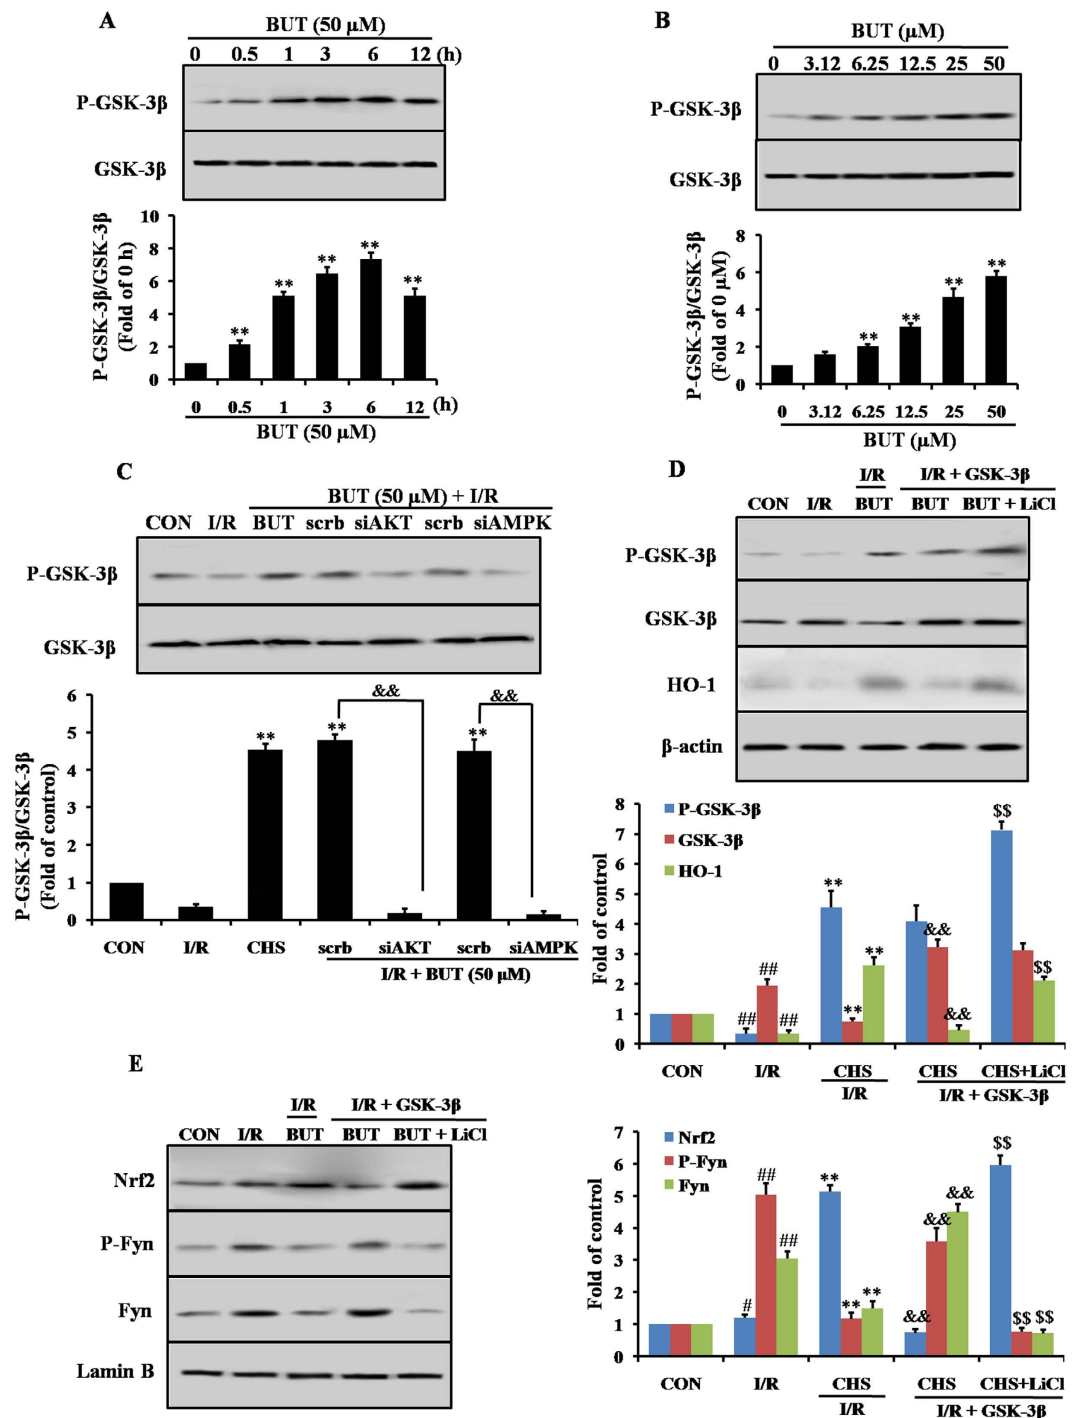 A
BUT (50 µM)
0 0.5 1 3 6 12 (h)
P-GSK-3β
GSK-3β
P-GSK-3β/GSK-3β
(Fold of 0 h)
10
8
6
4
2
0
** ** ** ** **
0 0.5 1 3 6 12 (h)
BUT (50 µM)
B
BUT (µM)
0 3.12 6.25 12.5 25 50
P-GSK-3β
GSK-3β
P-GSK-3β/GSK-3β
(Fold of 0 µM)
8
6
4
2
0
** ** ** **
0 3.12 6.25 12.5 25 50
BUT (µM)
C
BUT (50 µM) + I/R
CON I/R BUT scrb siAKT scrb siAMPK
P-GSK-3β
GSK-3β
P-GSK-3β/GSK-3β
(Fold of control)
6
5
4
3
2
1
0
&& &&
** ** **
CON I/R CHS scrb siAKT scrb siAMPK
I/R + BUT (50 µM)
D
I/R I/R + GSK-3β
CON I/R BUT BUT BUT + LiCl
P-GSK-3β
GSK-3β
HO-1
β-actin
P-GSK-3β
GSK-3β
HO-1
Fold of control
8
7
6
5
4
3
2
1
0
## ## ##
** ** **
&& &&
$$ $$
CON I/R CHS CHS CHS+LiCl
I/R I/R + GSK-3β
E
I/R I/R + GSK-3β
CON I/R BUT BUT BUT + LiCl
Nrf2
P-Fyn
Fyn
Lamin B
Nrf2
P-Fyn
Fyn
Fold of control
7
6
5
4
3
2
1
0
# ## ##
** ** **
&& && &&
$$ $$ $$
CON I/R CHS CHS CHS+LiCl
I/R I/R + GSK-3β